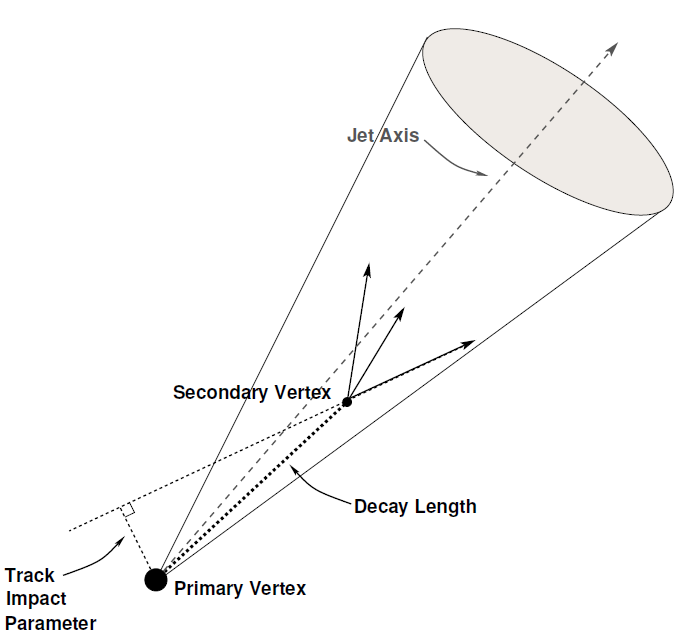 Jet Axis
Secondary Vertex
Decay Length
Track
Impact
Parameter
Primary Vertex